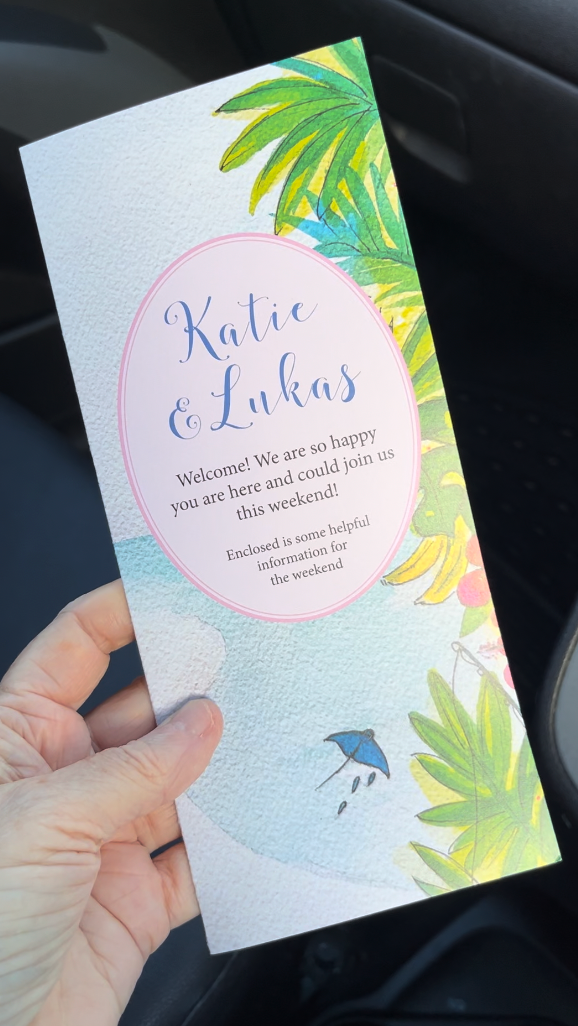 Katie
& Lukas
Welcome! We are so happy
you are here and could join us
this weekend!
Enclosed is some helpful
information for
the weekend